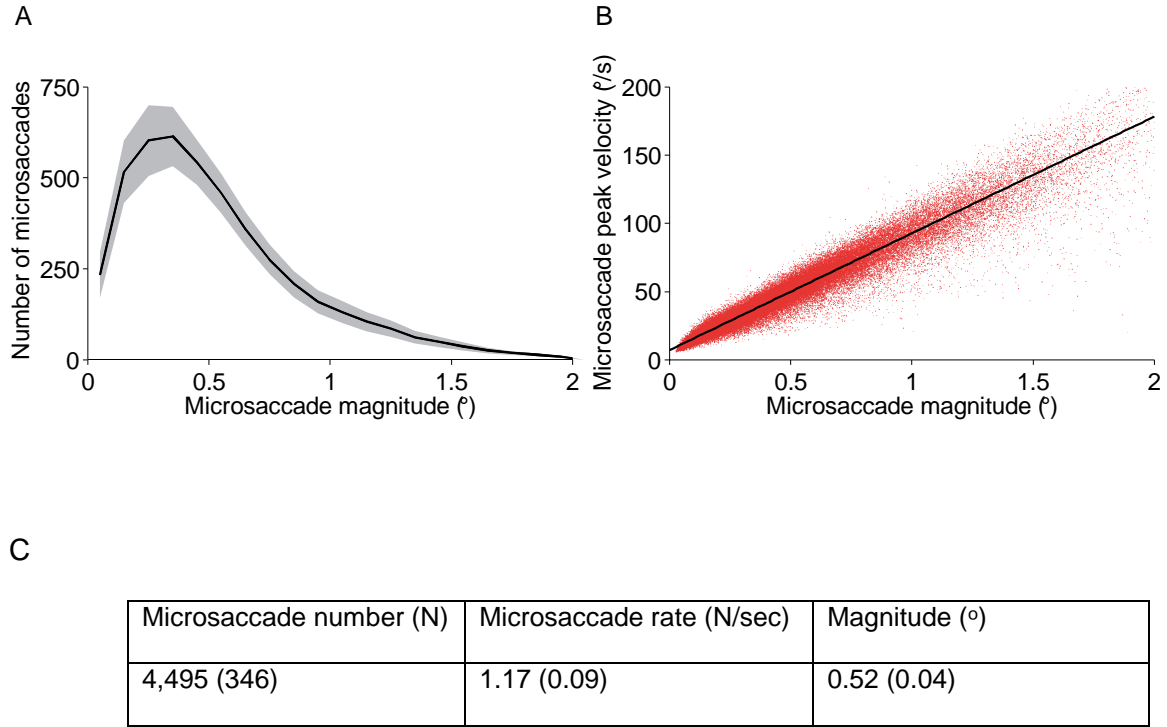 A
B
Number of microsaccades
750
500
250
0
0
0.5
1
1.5
2
Microsaccade magnitude (º)
Microsaccade peak velocity (º/s)
200
150
100
50
0
0
0.5
1
1.5
2
Microsaccade magnitude (º)
C
Microsaccade number (N) Microsaccade rate (N/sec) Magnitude (º)
4,495 (346) 1.17 (0.09) 0.52 (0.04)